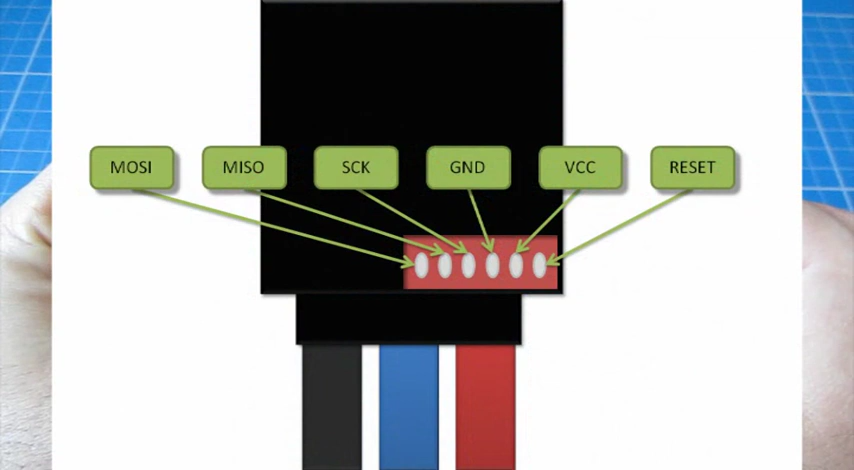 MOSI
MISO
SCK
GND
VCC
RESET